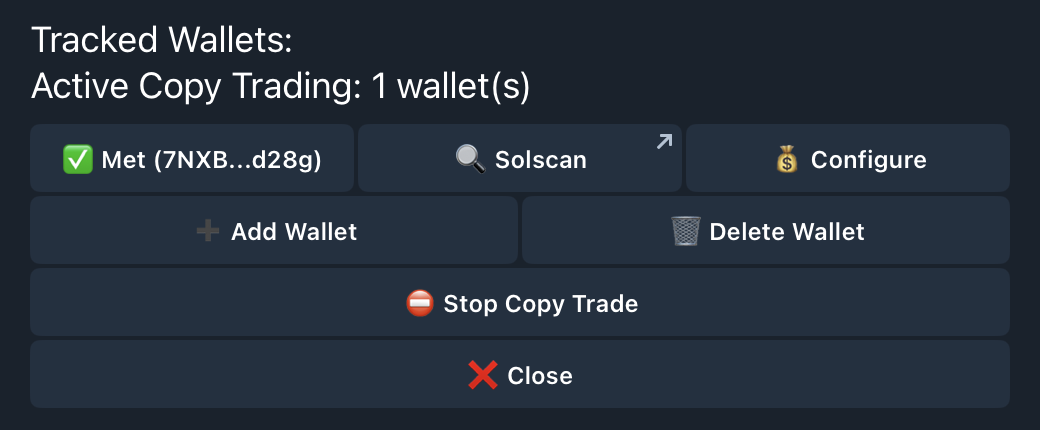 Tracked Wallets:
Active Copy Trading: 1 wallet(s)
✅ Met (7NXB...d28g)
🔍 Solscan
💰 Configure
➕ Add Wallet
🗑️ Delete Wallet
⛔ Stop Copy Trade
❌ Close